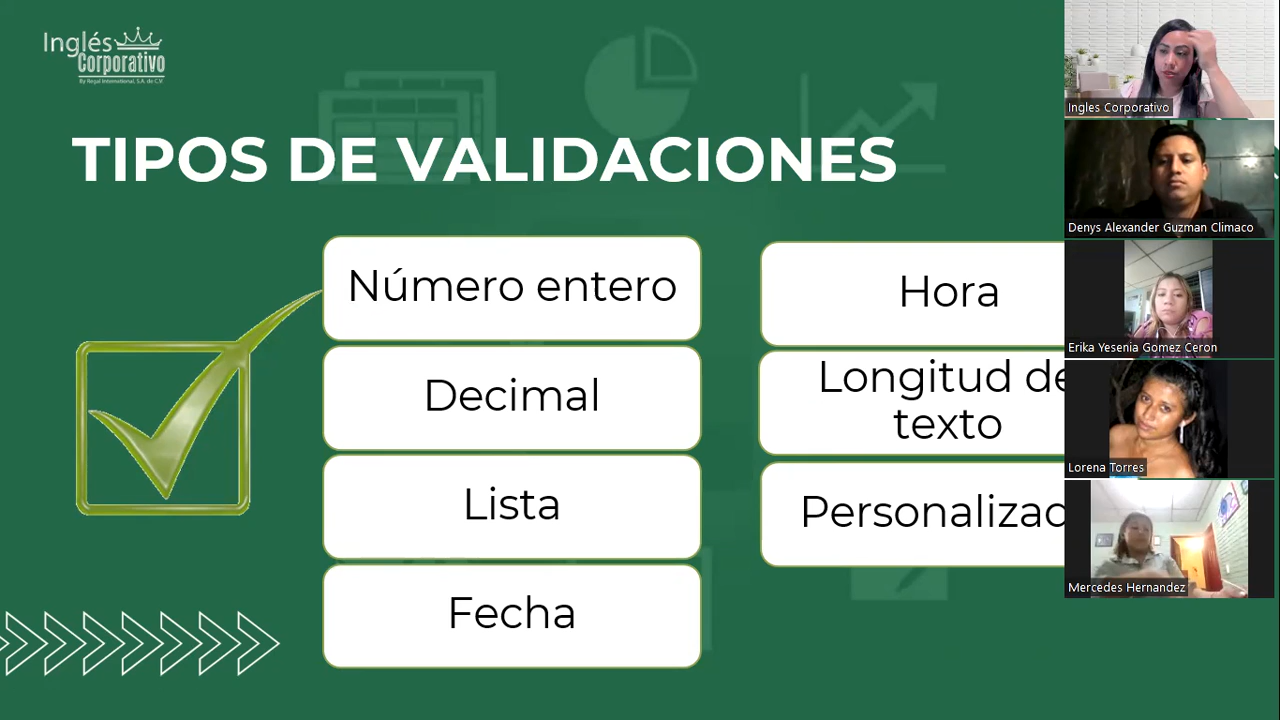 Inglés
Corporativo
By Regal International, S.A. de C.V.
TIPOS DE VALIDACIONES
Número entero
Decimal
Lista
Fecha
Hora
Longitud de
texto
Personalizad
Ingles Corporativo
Denys Alexander Guzman Climaco
Erika Yesenia Gomez Ceron
Lorena Torres
Mercedes Hernandez